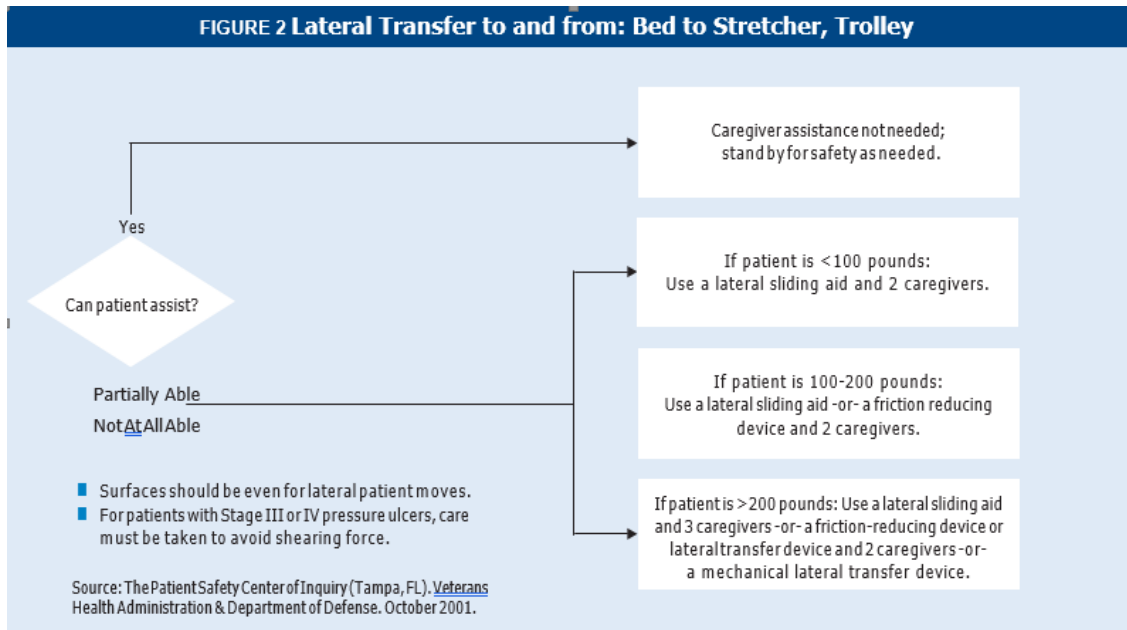 FIGURE 2 Lateral Transfer to and from: Bed to Stretcher, Trolley
Caregiver assistance not needed;
stand by for safety as needed.
Yes
Can patient assist?
If patient is <100 pounds:
Use a lateral sliding aid and 2 caregivers.
If patient is 100-200 pounds:
Use a lateral sliding aid -or- a friction reducing
device and 2 caregivers.
Partially Able
Not At All Able
If patient is >200 pounds: Use a lateral sliding aid
and 3 caregivers -or- a friction-reducing device or
lateral transfer device and 2 caregivers -or-
a mechanical lateral transfer device.
Surfaces should be even for lateral patient moves.
For patients with Stage III or IV pressure ulcers, care
must be taken to avoid shearing force.
Source: The Patient Safety Center of Inquiry (Tampa, FL). Veterans
Health Administration & Department of Defense. October 2001.